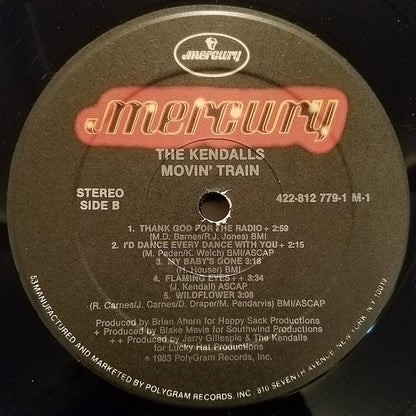 mercury
mercury
THE KENDALLS
MOVIN' TRAIN
STEREO
SIDE B
422-812 779-1 M-1
1. THANK GOD FOR THE RADIO + 2:59
(M.D. Barnes/R.J. Jones) BMI
2. I'D DANCE EVERY DANCE WITH YOU + 2:15
(M. Paden/K. Welch) BMI/ASCAP
3. MY BABY'S GONE 3:18
(H. Houser) BMI
4. FLAMING EYES + + 3:34
(J. Kendall) ASCAP
5. WILDFLOWER 3:08
(R. Carnes/J. Carnes/D. Draper/M. Pendarvis) BMI/ASCAP
Produced by Brian Ahern for Happy Sack Productions
+ Produced by Blake Mevis for Southwind Productions
+ + Produced by Jerry Gillespie & The Kendalls
for Lucky Hat Productions
℗ 1983 PolyGram Records, Inc.
MANUFACTURED AND MARKETED BY POLYGRAM RECORDS, INC. 810 SEVENTH AVENUE, NEW YORK, N.Y. 10019